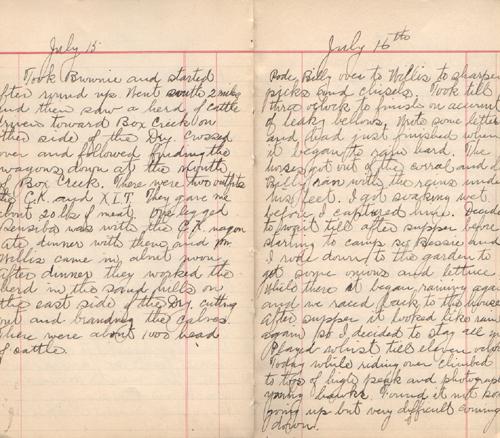 July 15
Took Brownie and started
after round up. Went south 2 miles
and then saw a herd of cattle
driven toward Box Creek on
other side of the Dry. Crossed
over and followed finding the
wagons down at the mouth
of Box Creek. There were two outfits
the C.K. and X I T. They gave me
about 20 lbs of meat. One legged
was with the C.K. wagon
Ate dinner with them and
Willis came in about noon
After dinner they worked the
herd in the sand hills on
the east side of the Dry cutting
out and branding the calves.
There were about 1000 head
of cattle.
July 16th
Rode Billy over to Willis to sharpen
picks and chisels. Took till
three o'clock to finish on account
of leaky bellows. Wrote some letters
and had just finished when
it began to rain hard. The
horses got out of the corral and
Billy ran with the reins under
his feet. I got soaking wet
before I captured him. Decided
to wait till after supper before
starting to camp so Bessie and
I rode down to the garden to
get some onions and lettuce
While there it began raining again
and we raced back to the house
After supper it looked like rain
again so I decided to stay all
Played whist till eleven
Today while riding over climbed
to top of high peak and photographed
young hawks. Found it not
going up but very difficult coming
down.